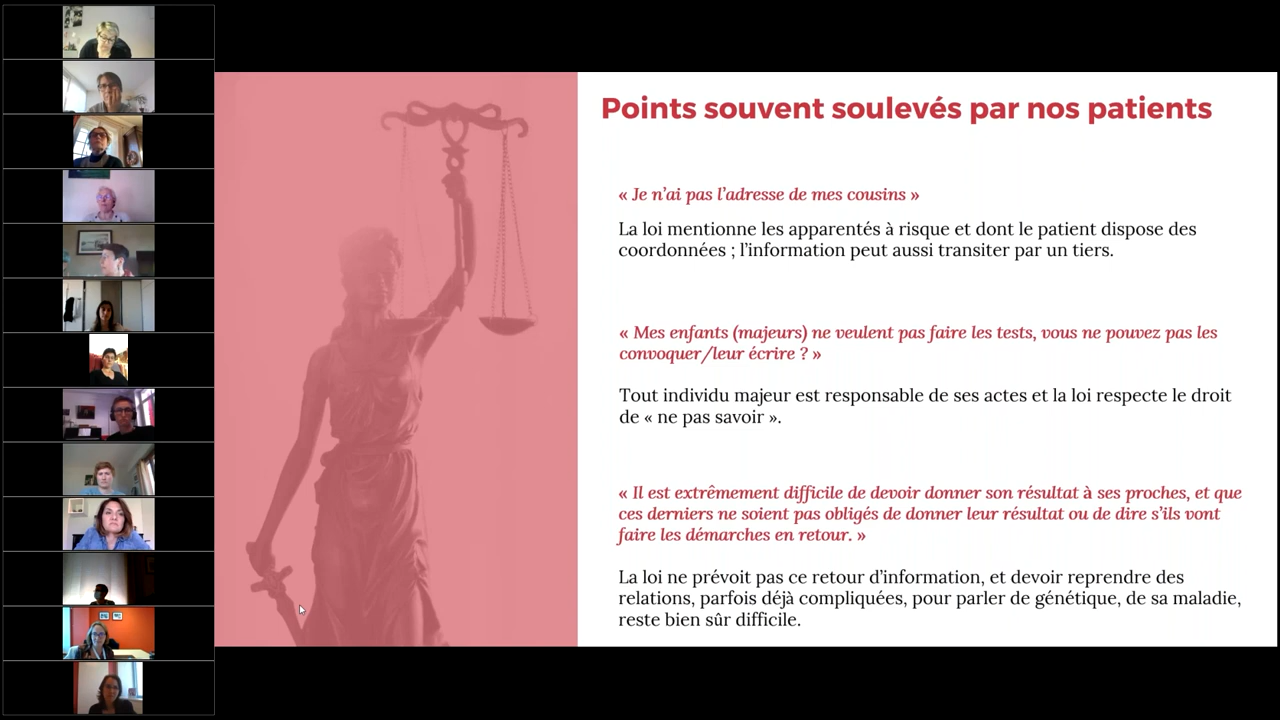 Points souvent soulevés par nos patients
« Je n’ai pas l’adresse de mes cousins »
La loi mentionne les apparentés à risque et dont le patient dispose des
coordonnées ; l’information peut aussi transiter par un tiers.
« Mes enfants (majeurs) ne veulent pas faire les tests, vous ne pouvez pas les
convoquer/leur écrire ? »
Tout individu majeur est responsable de ses actes et la loi respecte le droit
de « ne pas savoir ».
« Il est extrêmement difficile de devoir donner son résultat à ses proches, et que
ces derniers ne soient pas obligés de donner leur résultat ou de dire s’ils vont
faire les démarches en retour. »
La loi ne prévoit pas ce retour d’information, et devoir reprendre des
relations, parfois déjà compliquées, pour parler de génétique, de sa maladie,
reste bien sûr difficile.